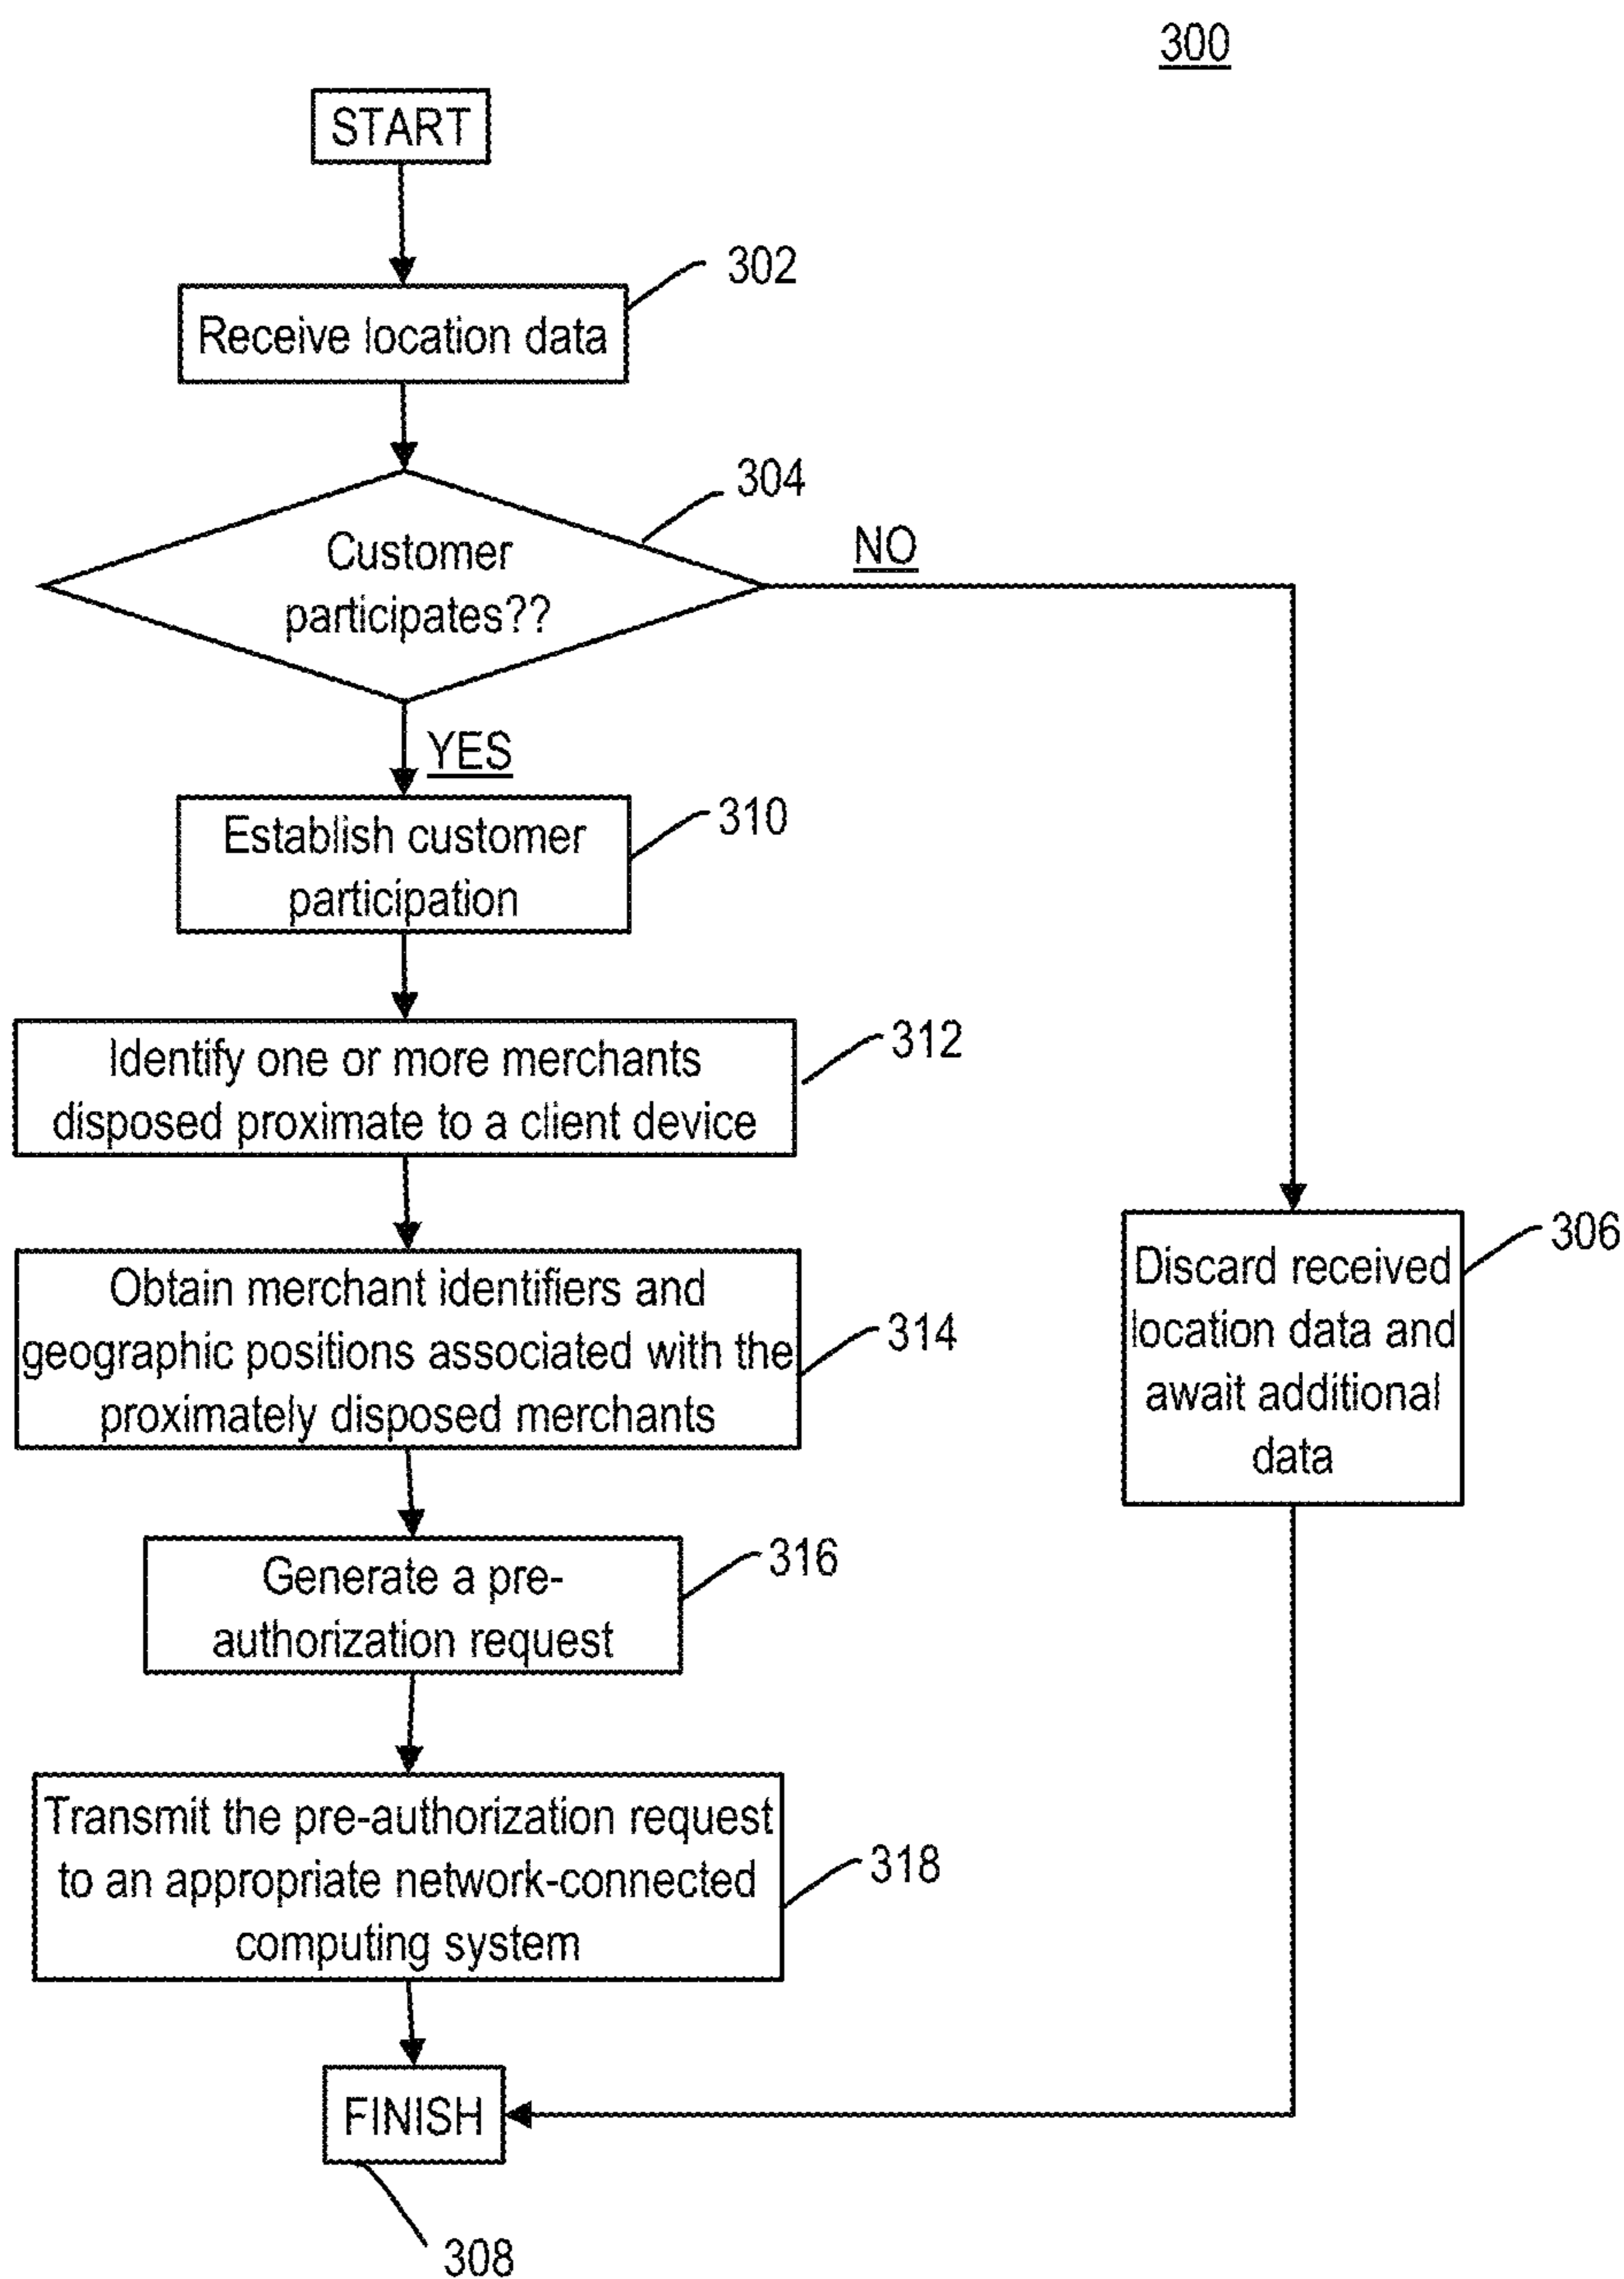 300
START
302
Receive location data
304
Customer
participates??
NO
YES
310
Establish customer
participation
312
Identify one or more merchants
disposed proximate to a client device
306
Discard received
location data and
await additional
data
314
Obtain merchant identifiers and
geographic positions associated with the
proximately disposed merchants
316
Generate a pre-
authorization request
318
Transmit the pre-authorization request
to an appropriate network-connected
computing system
FINISH
308